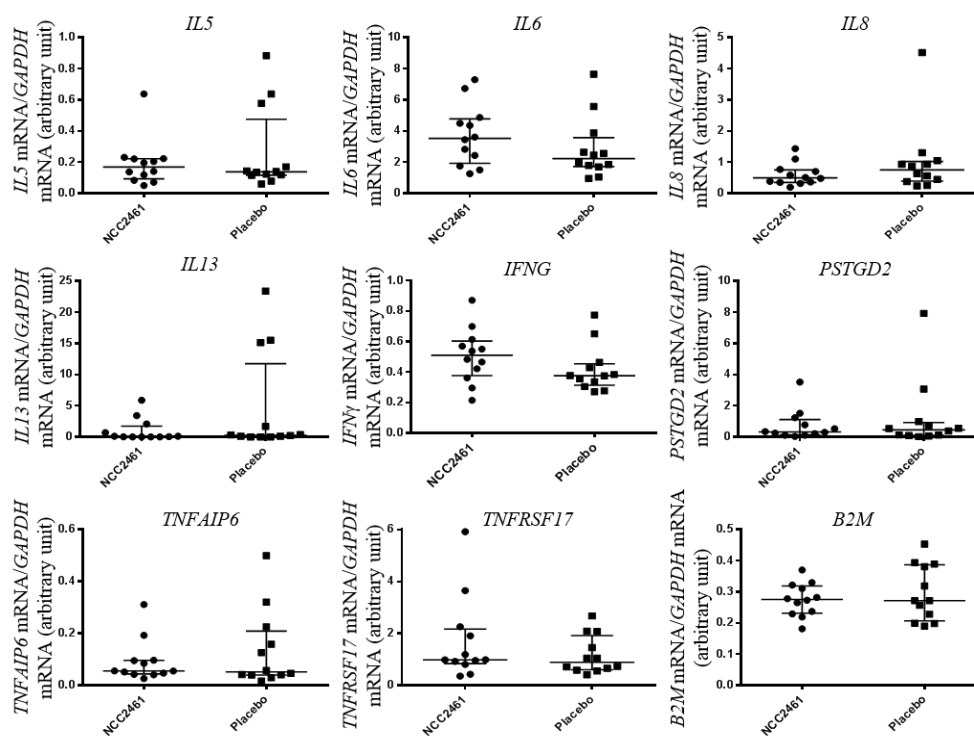 IL5
IL5 mRNA/GAPDH
mRNA (arbitrary unit)
1.0
0.8
0.6
0.4
0.2
0.0
NCC2461
Placebo
IL6
IL6 mRNA/GAPDH
mRNA (arbitrary unit)
10
8
6
4
2
0
NCC2461
Placebo
IL8
IL8 mRNA/GAPDH
mRNA (arbitrary unit)
5
4
3
2
1
0
NCC2461
Placebo
IL13
IL13 mRNA/GAPDH
mRNA (arbitrary unit)
25
20
15
10
5
0
NCC2461
Placebo
IFNG
IFNγ mRNA/GAPDH
mRNA (arbitrary unit)
1.0
0.8
0.6
0.4
0.2
0.0
NCC2461
Placebo
PSTGD2
PSTGD2 mRNA/GAPDH
mRNA (arbitrary unit)
10
8
6
4
2
0
NCC2461
Placebo
TNFAIP6
TNFAIP6 mRNA/GAPDH
mRNA (arbitrary unit)
0.6
0.4
0.2
0.0
NCC2461
Placebo
TNFRSF17
TNFRSF17 mRNA/GAPDH
mRNA (arbitrary unit)
6
4
2
0
NCC2461
Placebo
B2M
B2M mRNA/GAPDH mRNA
(arbitrary unit)
0.5
0.4
0.3
0.2
0.1
0.0
NCC2461
Placebo